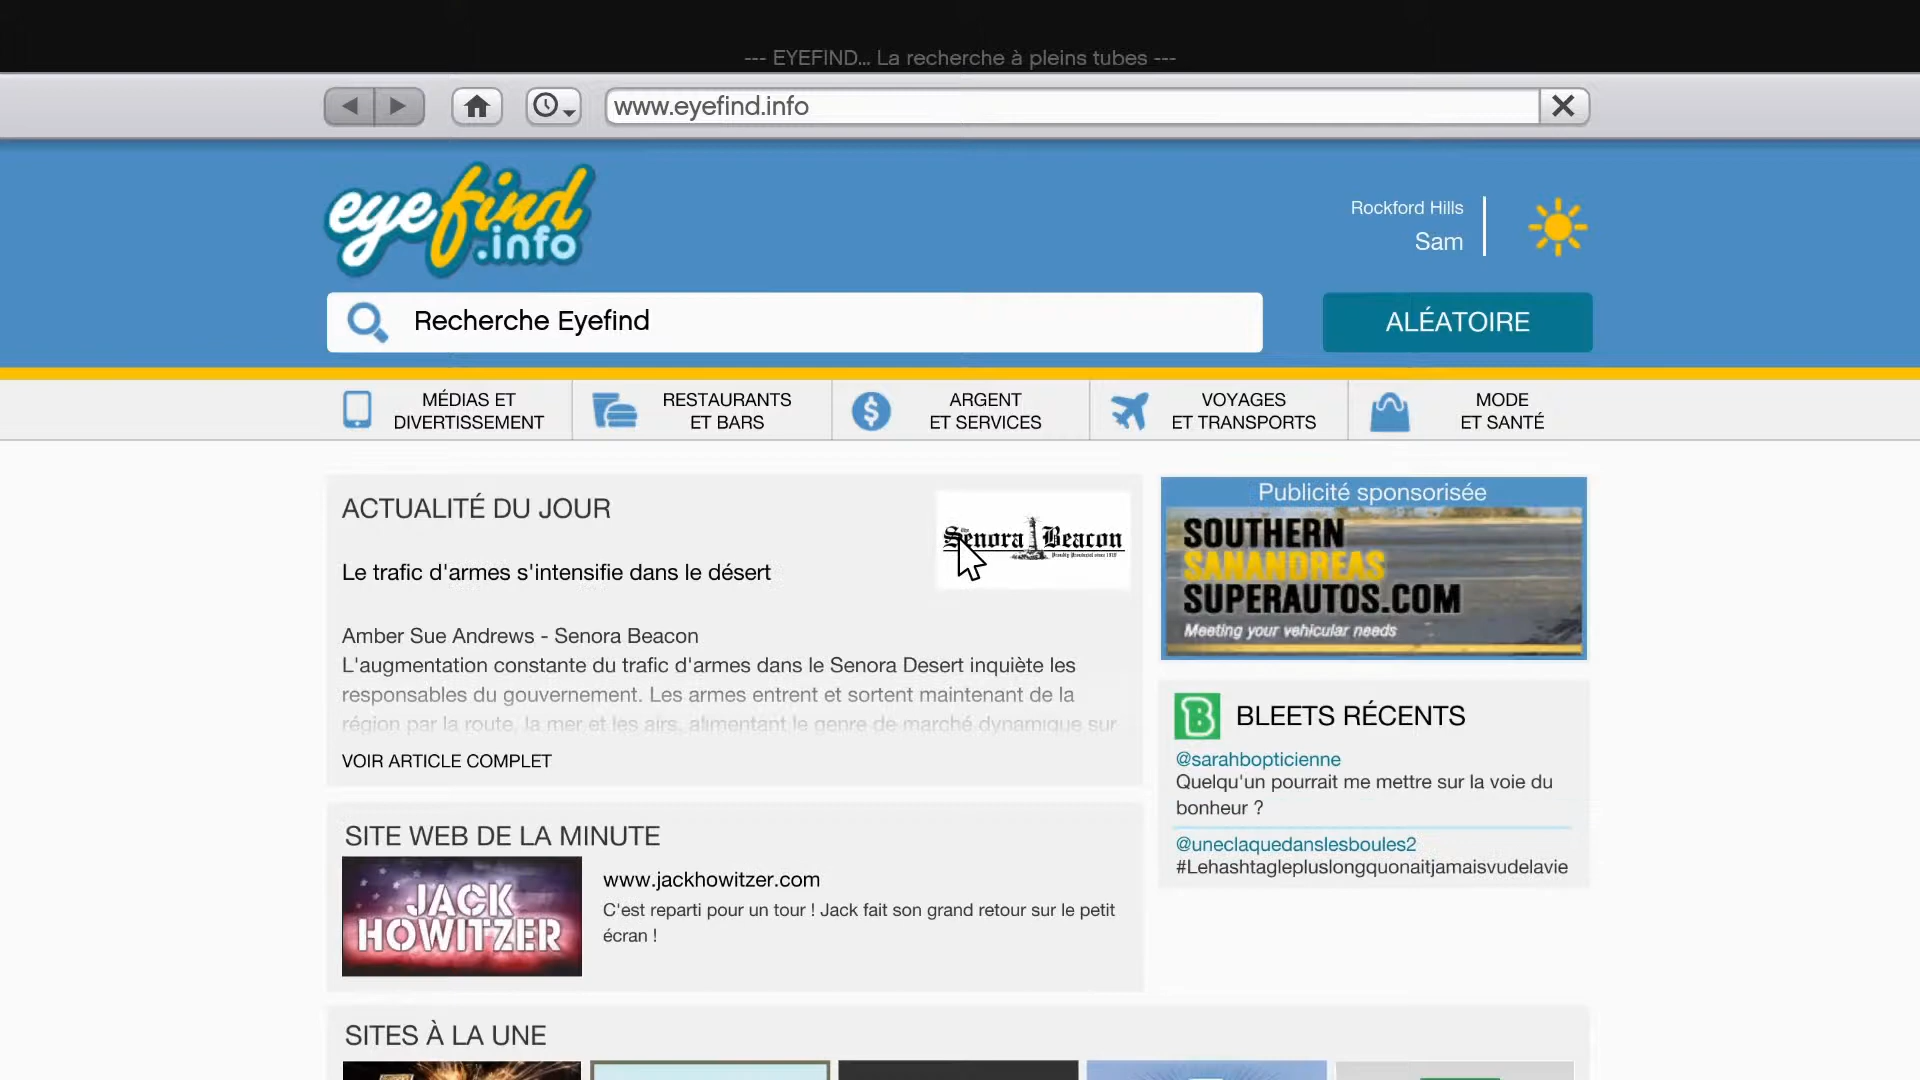 --- EYEFIND... La recherche à pleins tubes ---
www.eyefind.info
eyefind
.info
Rockford Hills
Sam
Recherche Eyefind
ALÉATOIRE
MÉDIAS ET
DIVERTISSEMENT
RESTAURANTS
ET BARS
ARGENT
ET SERVICES
VOYAGES
ET TRANSPORTS
MODE
ET SANTÉ
ACTUALITÉ DU JOUR
The Senora Beacon
Proudly Provincial since 1919
Le trafic d'armes s'intensifie dans le désert
Amber Sue Andrews - Senora Beacon
L'augmentation constante du trafic d'armes dans le Senora Desert inquiète les
responsables du gouvernement. Les armes entrent et sortent maintenant de la
région par la route, la mer et les airs, alimentant le genre de marché dynamique sur
VOIR ARTICLE COMPLET
Publicité sponsorisée
SOUTHERN
SANANDREAS
SUPERAUTOS.COM
Meeting your vehicular needs
BLEETS RÉCENTS
@sarahbopticienne
Quelqu'un pourrait me mettre sur la voie du
bonheur ?
@uneclaquedanslesboules2
#Lehashtaglepluslongquonaitjamaisvudelavie
SITE WEB DE LA MINUTE
JACK
HOWITZER
www.jackhowitzer.com
C'est reparti pour un tour ! Jack fait son grand retour sur le petit
écran !
SITES À LA UNE